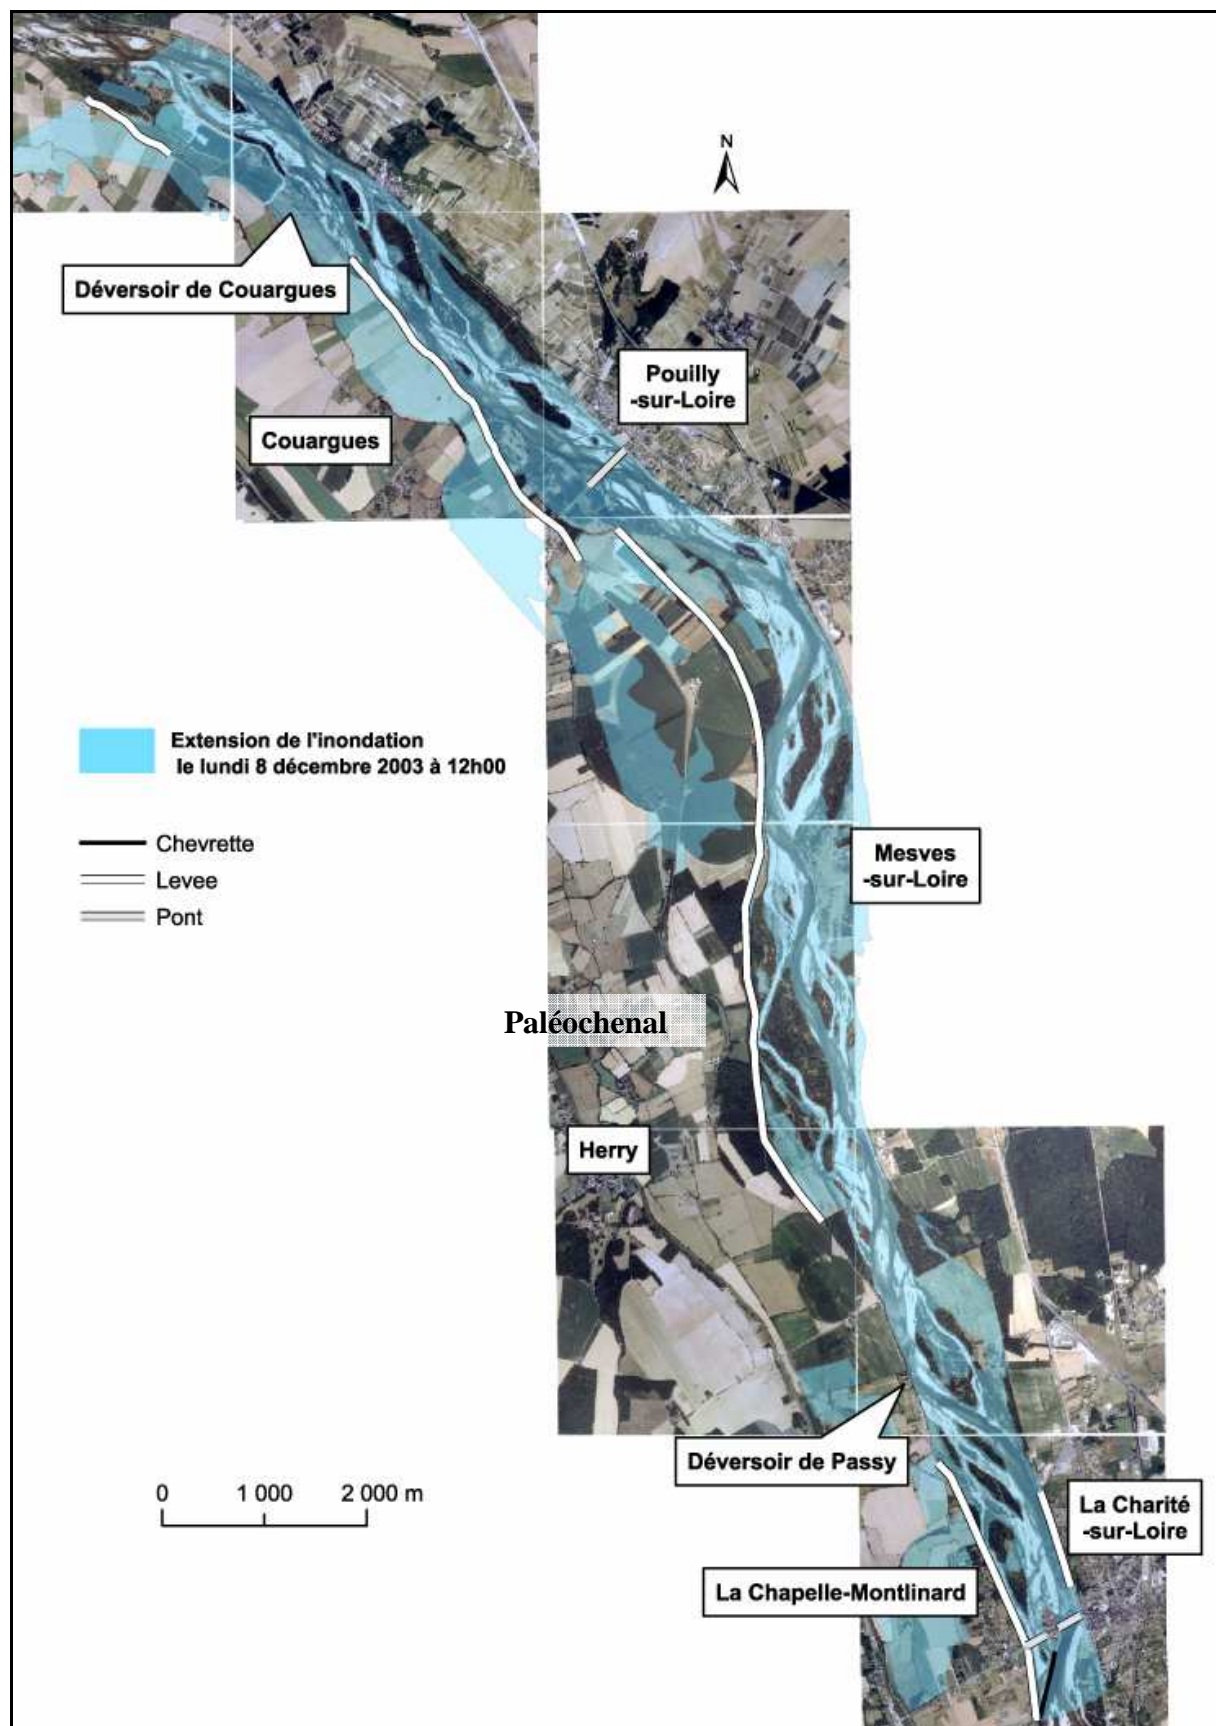 N
Déversoir de Couargues
Pouilly
-sur-Loire
Couargues
Extension de l'inondation
le lundi 8 décembre 2003 à 12h00
Chevrette
Levee
Pont
Mesves
-sur-Loire
Paléochenal
Herry
Déversoir de Passy
0 1 000 2 000 m
La Charité
-sur-Loire
La Chapelle-Montlinard